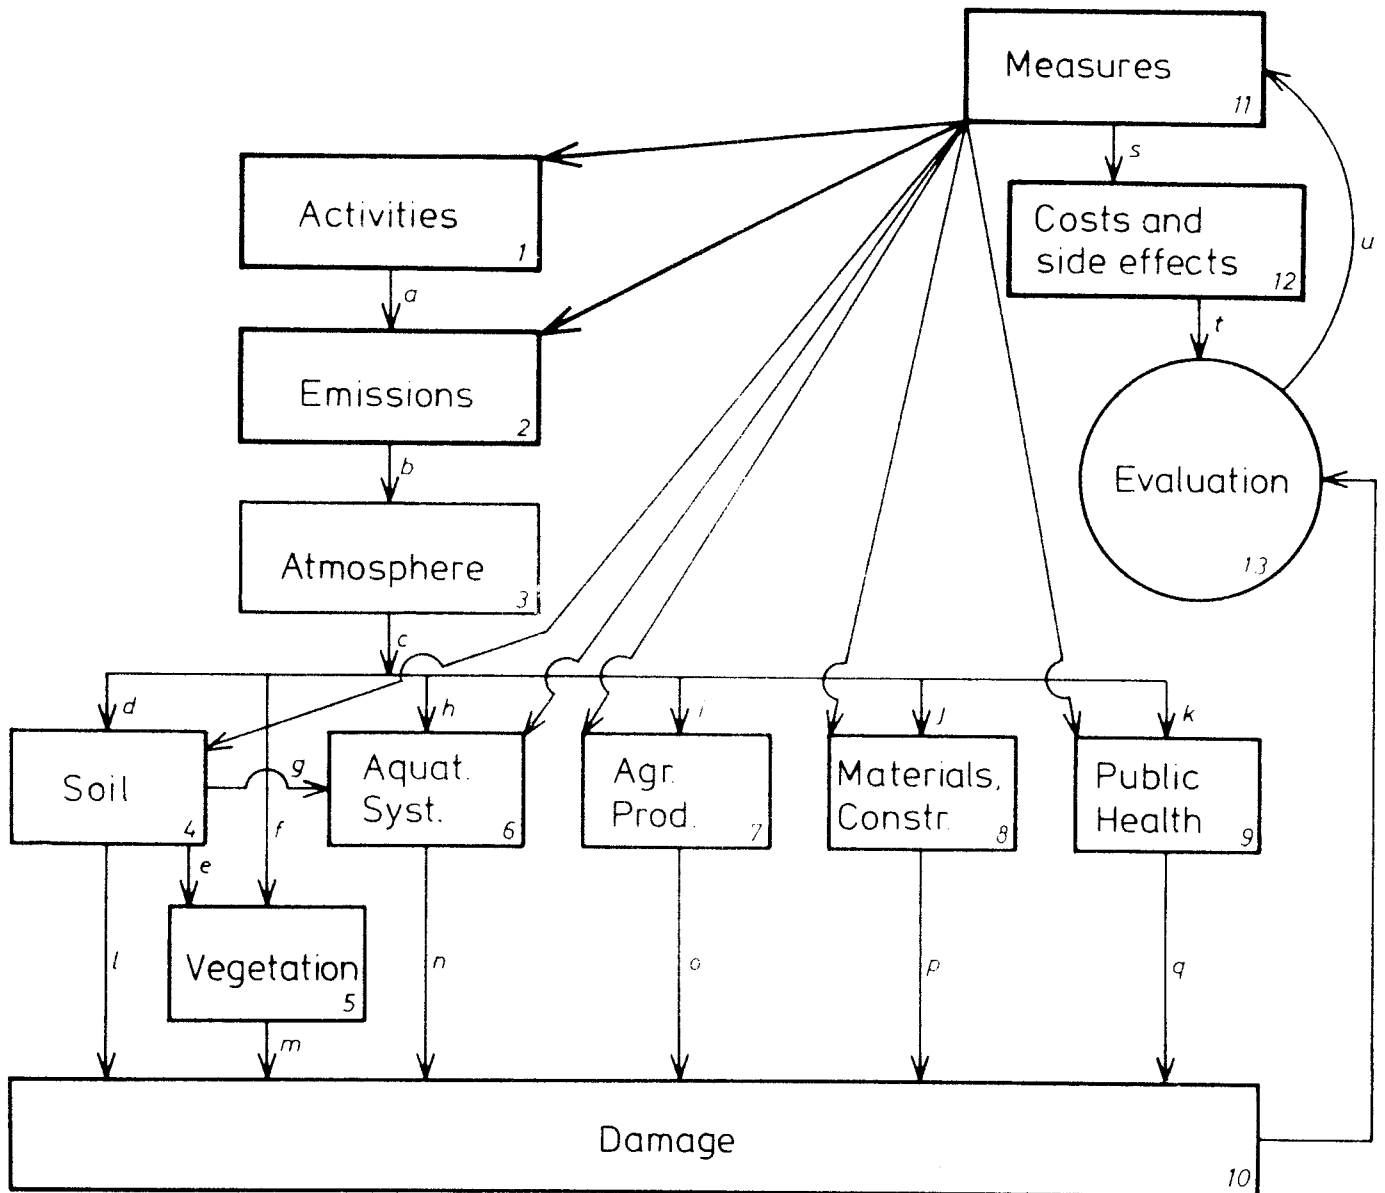 Measures
11
s
Activities
1
Costs and
side effects
12
u
a
t
Emissions
2
b
Evaluation
13
Atmosphere
3
c
d
h
i
j
k
Soil
4
g
Aquat.
Syst.
6
Agr.
Prod.
7
Materials,
Constr.
8
Public
Health
9
f
e
Vegetation
5
l
n
o
p
q
m
Damage
10